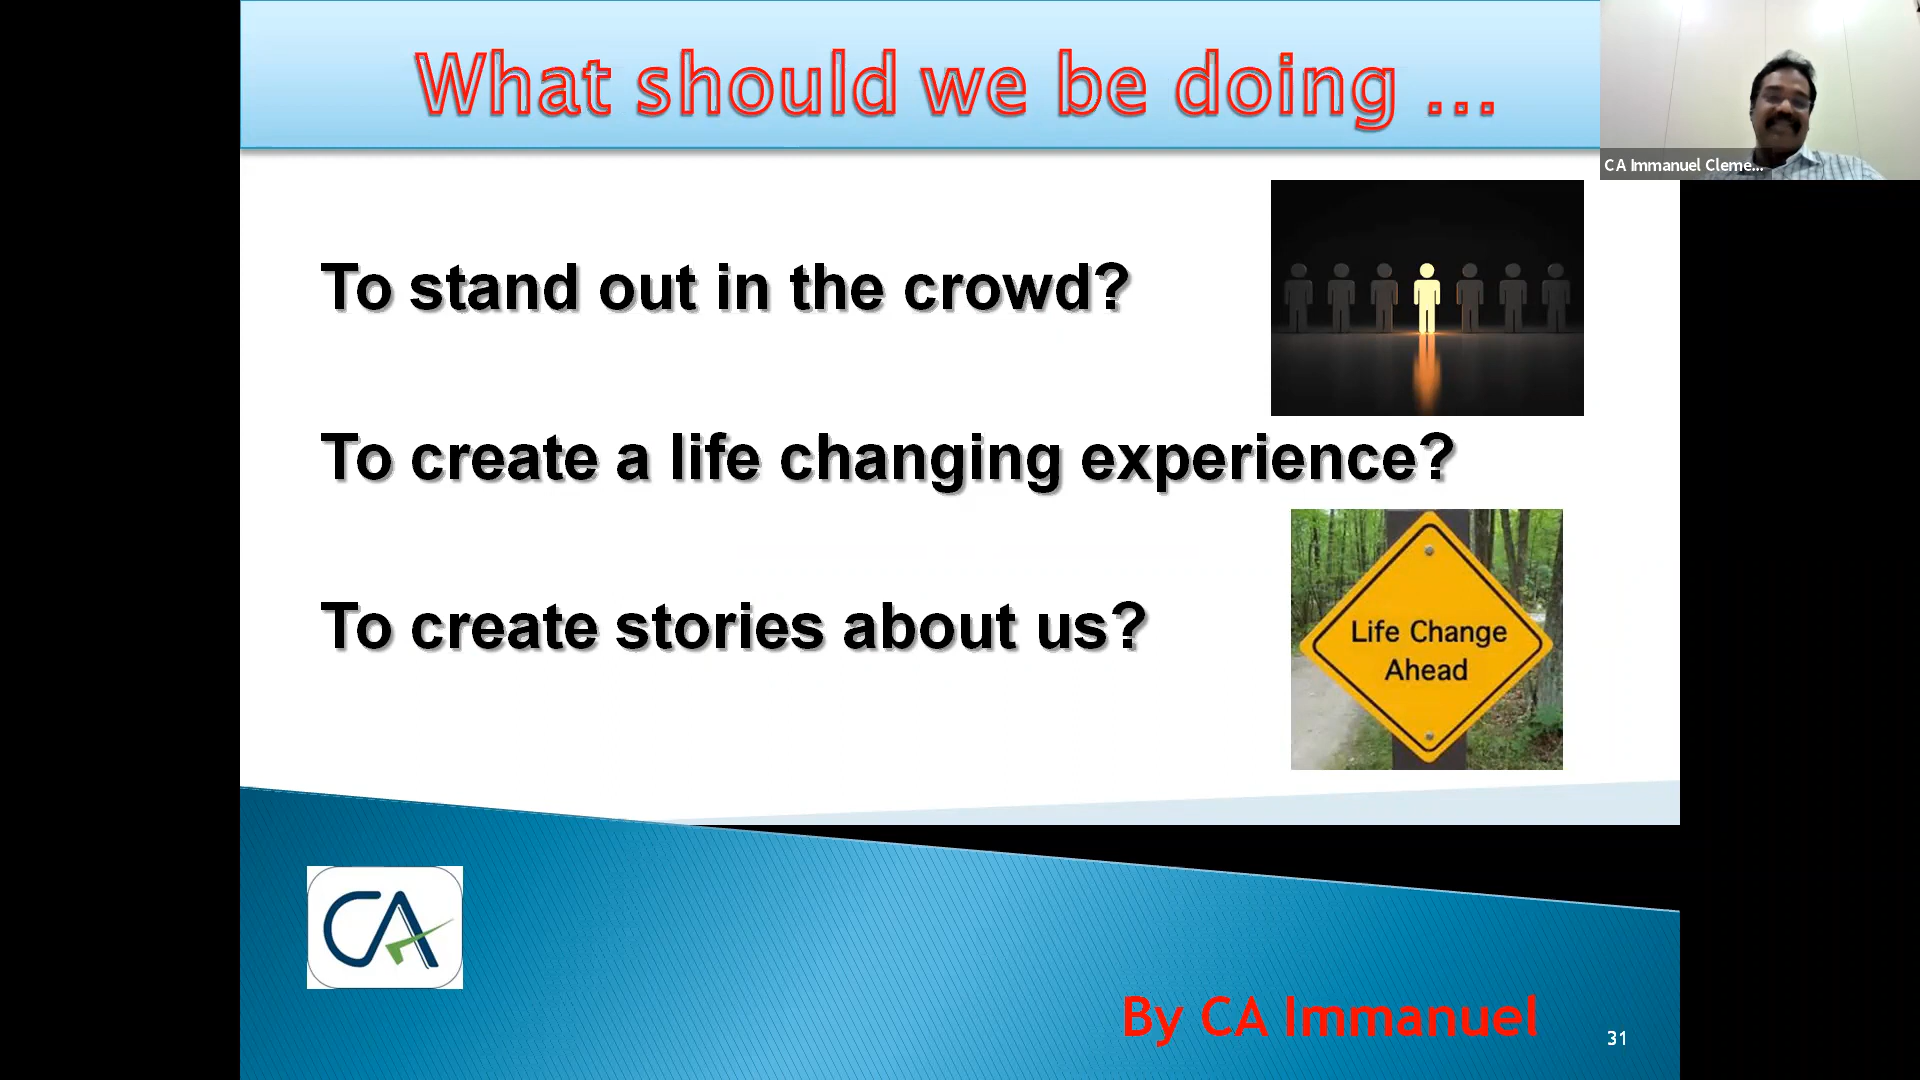 What should we be doing ...
CA Immanuel Cleme...
To stand out in the crowd?
To create a life changing experience?
To create stories about us?
Life Change
Ahead
CA
By CA Immanuel
31